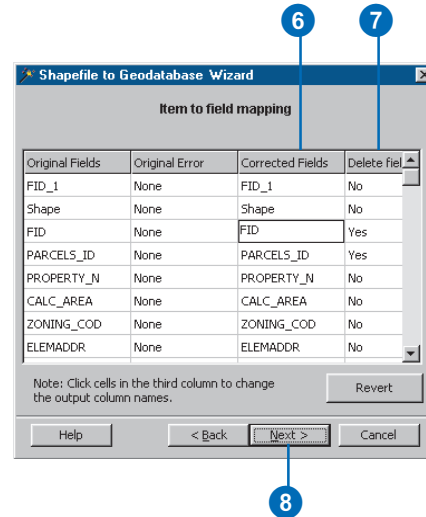 6 7
Shapefile to Geodatabase Wizard
Item to field mapping
Original Fields Original Error Corrected Fields Delete fiel
FID_1 None FID_1 No
Shape None Shape No
FID None FID Yes
PARCELS_ID None PARCELS_ID Yes
PROPERTY_N None PROPERTY_N No
CALC_AREA None CALC_AREA No
ZONING_COD None ZONING_COD No
ELEMADDR None ELEMADDR No
Note: Click cells in the third column to change
the output column names.
Revert
Help < Back Next > Cancel
8